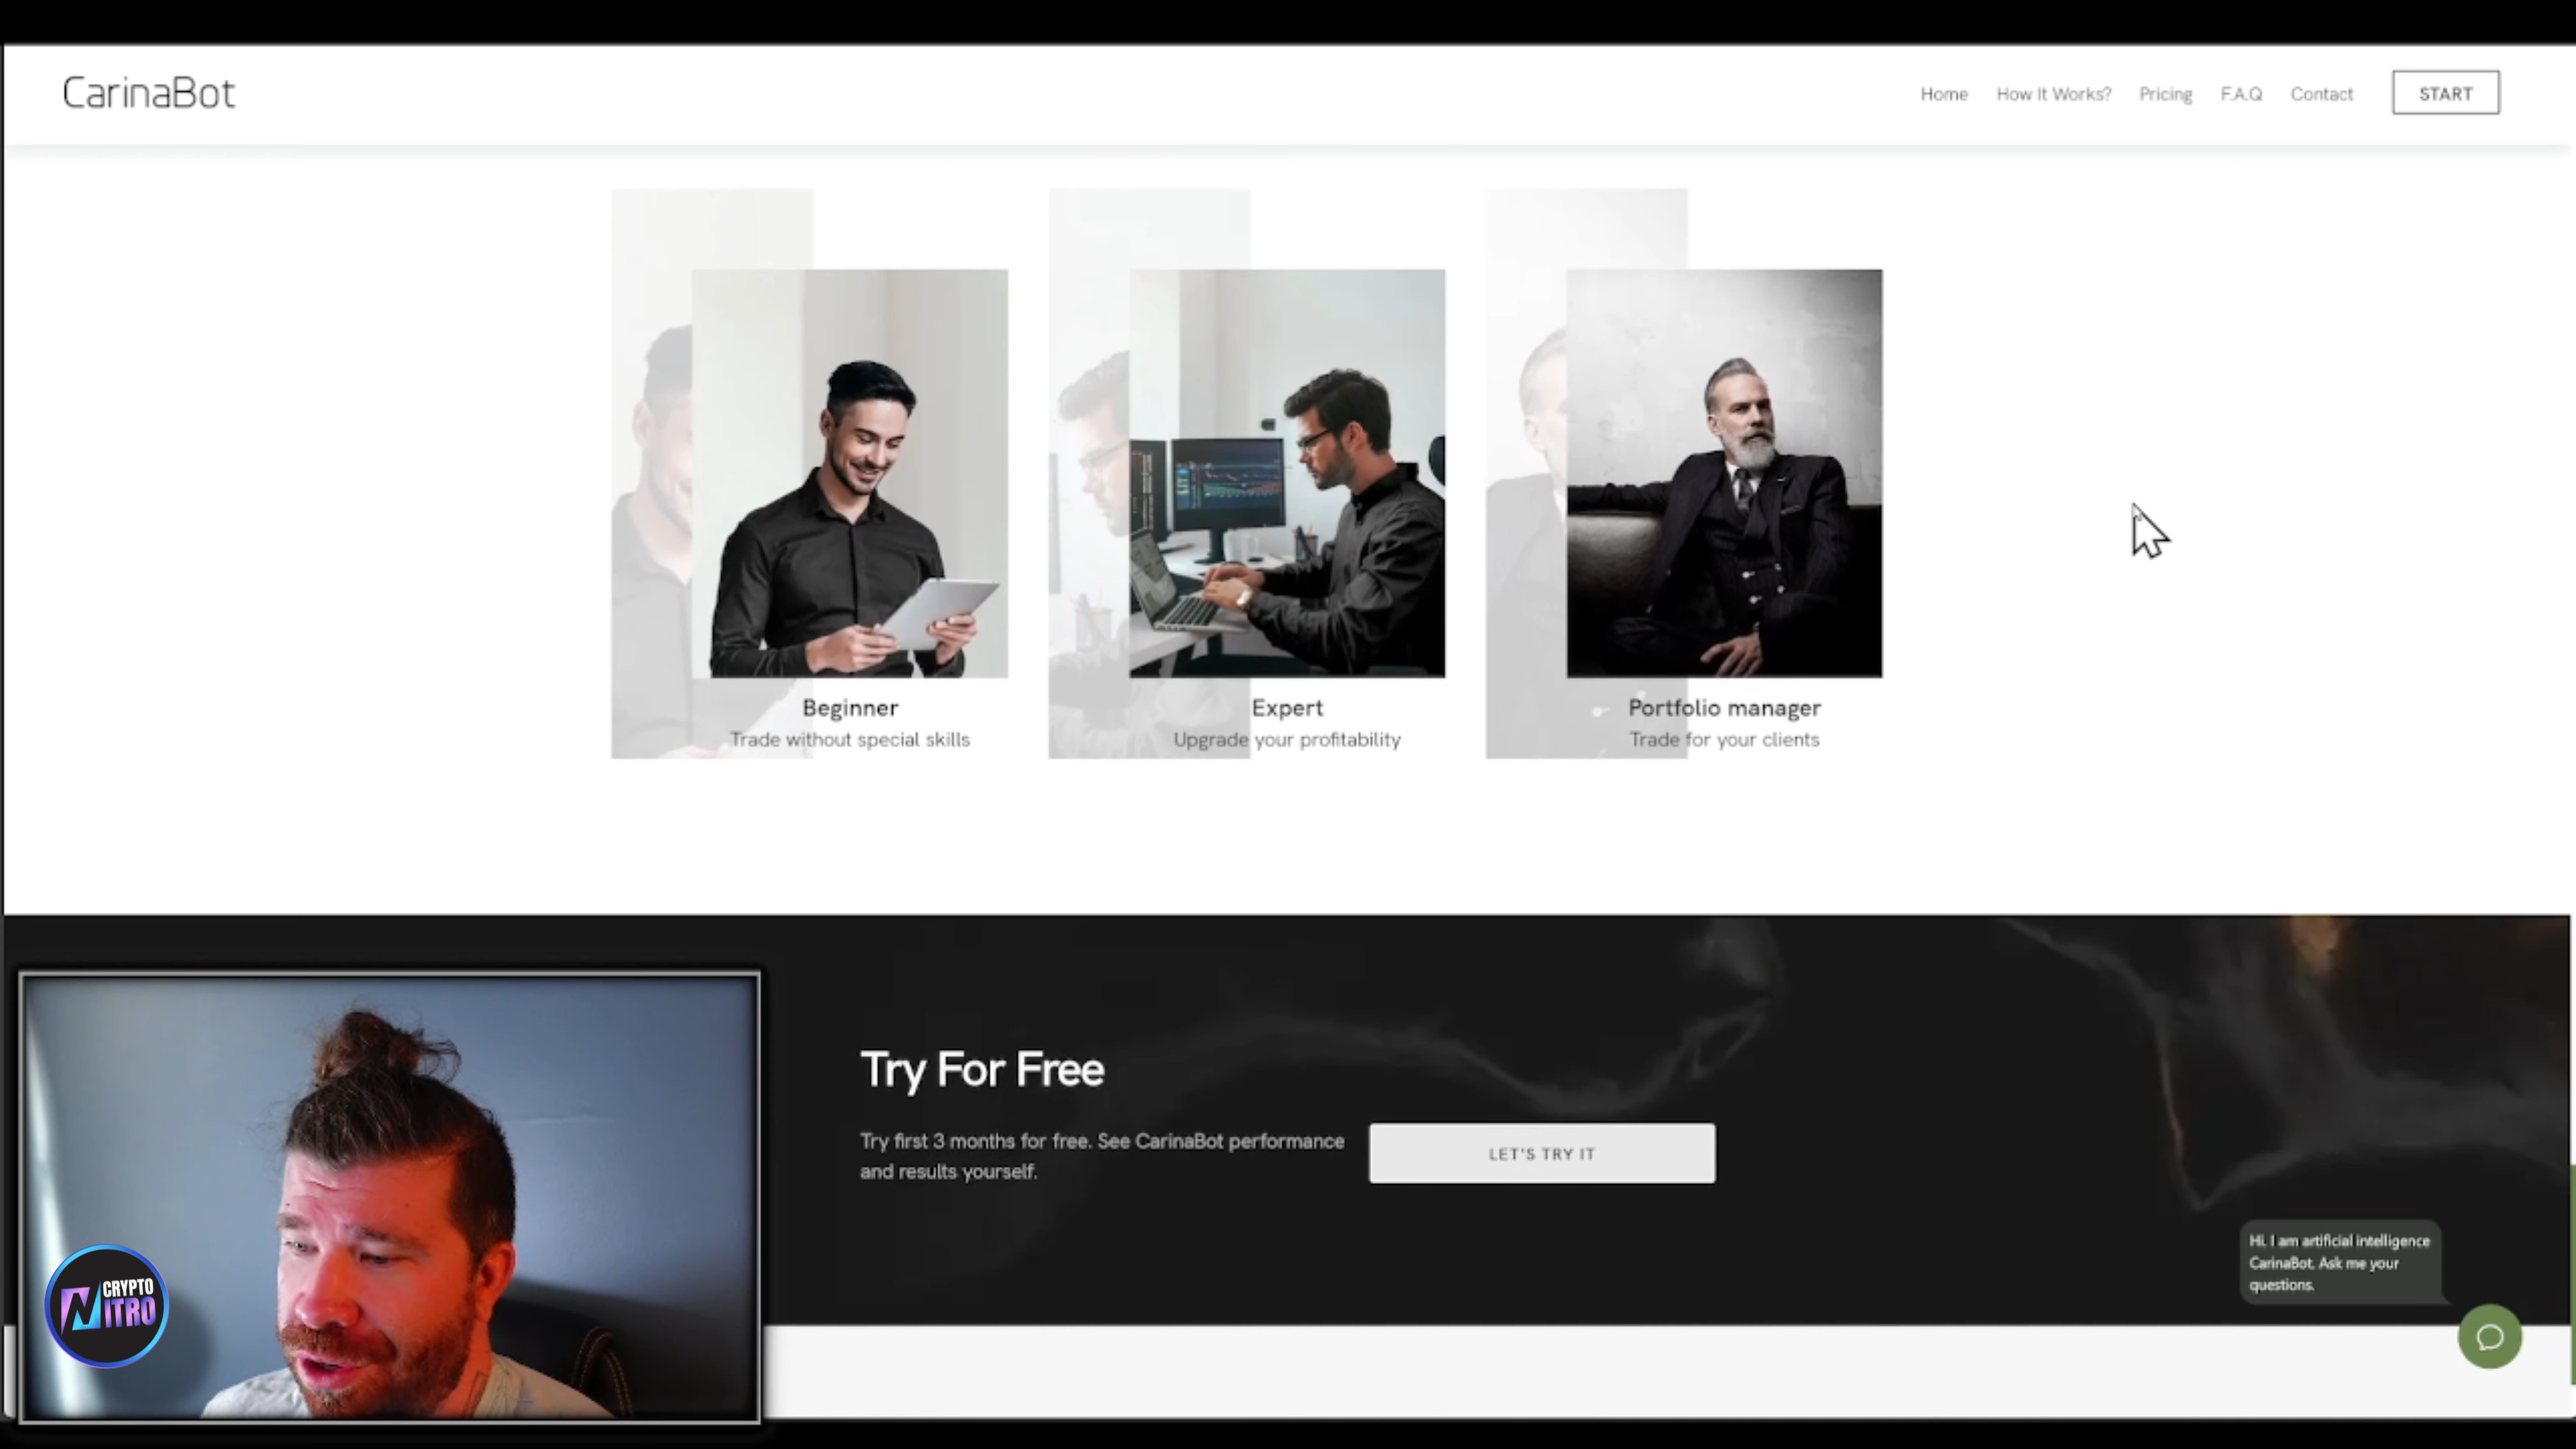 CarinaBot
Home How It Works? Pricing F.A.Q Contact START
Beginner
Trade without special skills
Expert
Upgrade your profitability
Portfolio manager
Trade for your clients
Try For Free
Try first 3 months for free. See CarinaBot performance
and results yourself.
LET'S TRY IT
Hi. I am artificial intelligence
CarinaBot. Ask me your
questions.
CRYPTO
NITRO